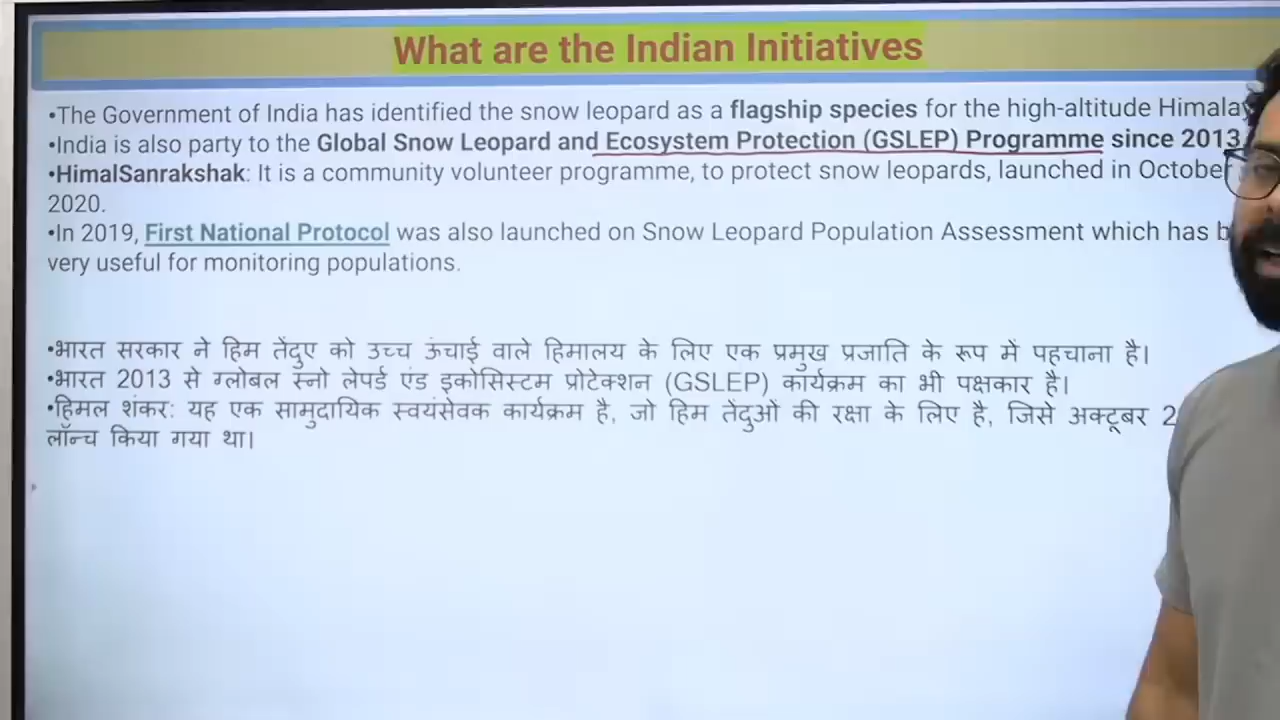 What are the Indian Initiatives
•The Government of India has identified the snow leopard as a flagship species for the high-altitude
•India is also party to the Global Snow Leopard and Ecosystem Protection (GSLEP) Programme since 2013
•HimalSanrakshak: It is a community volunteer programme, to protect snow leopards, launched in October
2020.
•In 2019, First National Protocol was also launched on Snow Leopard Population Assessment which has
very useful for monitoring populations.
•भारत सरकार ने हिम तेंदुए को उच्च ऊंचाई वाले हिमालय के लिए एक प्रमुख प्रजाति के रूप में पहचाना है।
•भारत 2013 से ग्लोबल स्नो लेपर्ड एंड इकोसिस्टम प्रोटेक्शन (GSLEP) कार्यक्रम का भी पक्षकार है।
•हिमल शंकर: यह एक सामुदायिक स्वयंसेवक कार्यक्रम है, जो हिम तेंदुओं की रक्षा के लिए है, जिसे अक्टूबर
लॉन्च किया गया था।